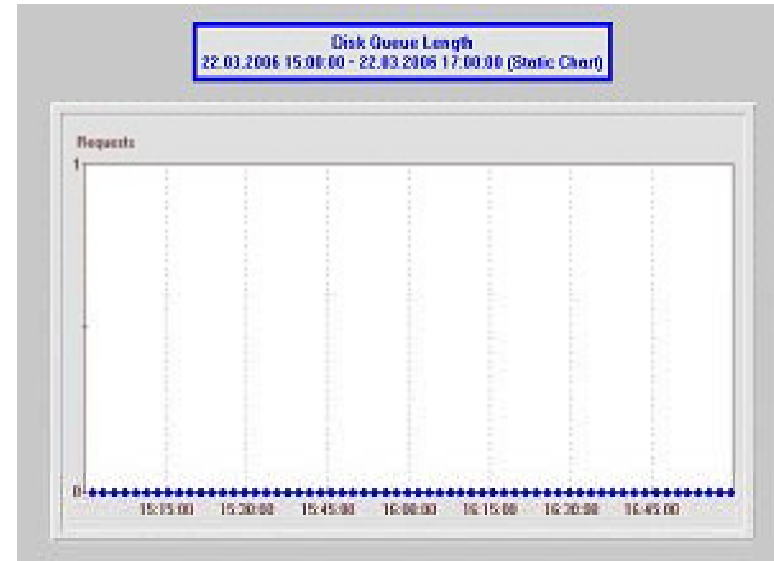 Disk Queue Length
22.03.2006 15:00:00 - 22.03.2006 17:00:00 (Static Chart)
Requests
1
0
15:15:00 15:30:00 15:45:00 16:00:00 16:15:00 16:30:00 16:45:00